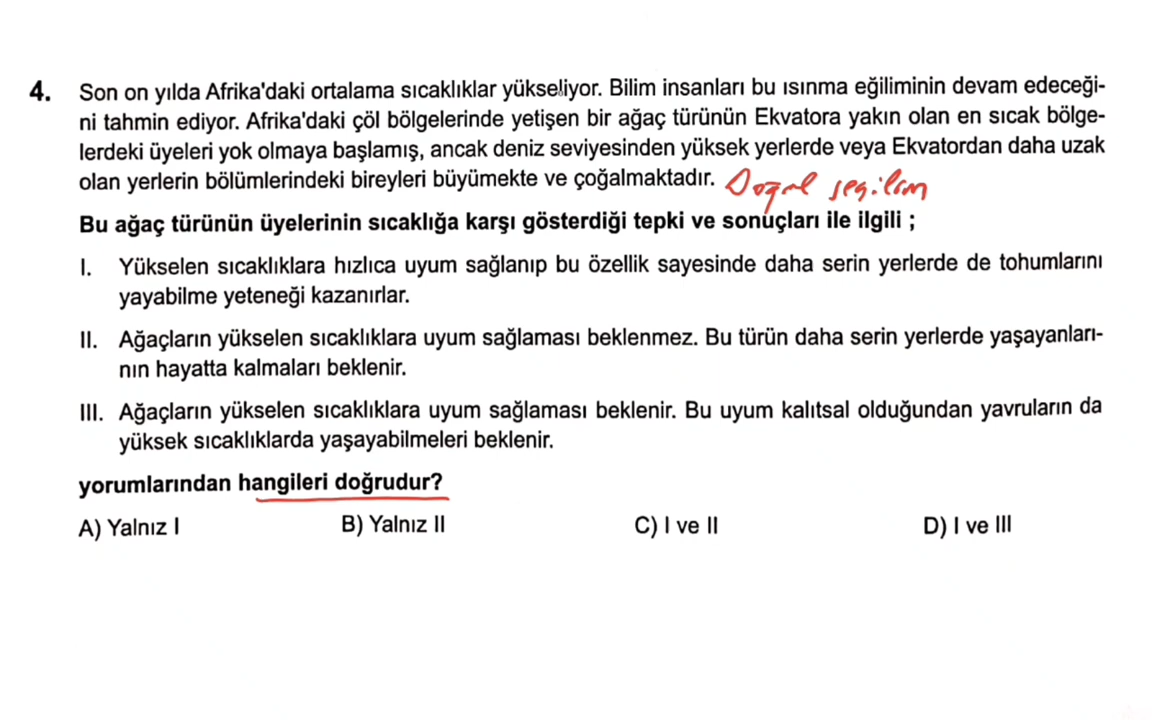 4. Son on yılda Afrika'daki ortalama sıcaklıklar yükseliyor. Bilim insanları bu ısınma eğiliminin devam edeceği-
ni tahmin ediyor. Afrika'daki çöl bölgelerinde yetişen bir ağaç türünün Ekvatora yakın olan en sıcak bölge-
lerdeki üyeleri yok olmaya başlamış, ancak deniz seviyesinden yüksek yerlerde veya Ekvatordan daha uzak
olan yerlerin bölümlerindeki bireyleri büyümekte ve çoğalmaktadır. Doğal seçilim
Bu ağaç türünün üyelerinin sıcaklığa karşı gösterdiği tepki ve sonuçları ile ilgili ;
I. Yükselen sıcaklıklara hızlıca uyum sağlanıp bu özellik sayesinde daha serin yerlerde de tohumlarını
yayabilme yeteneği kazanırlar.
II. Ağaçların yükselen sıcaklıklara uyum sağlaması beklenmez. Bu türün daha serin yerlerde yaşayanları-
nın hayatta kalmaları beklenir.
III. Ağaçların yükselen sıcaklıklara uyum sağlaması beklenir. Bu uyum kalıtsal olduğundan yavruların da
yüksek sıcaklıklarda yaşayabilmeleri beklenir.
yorumlarından hangileri doğrudur?
A) Yalnız I B) Yalnız II C) I ve II D) I ve III